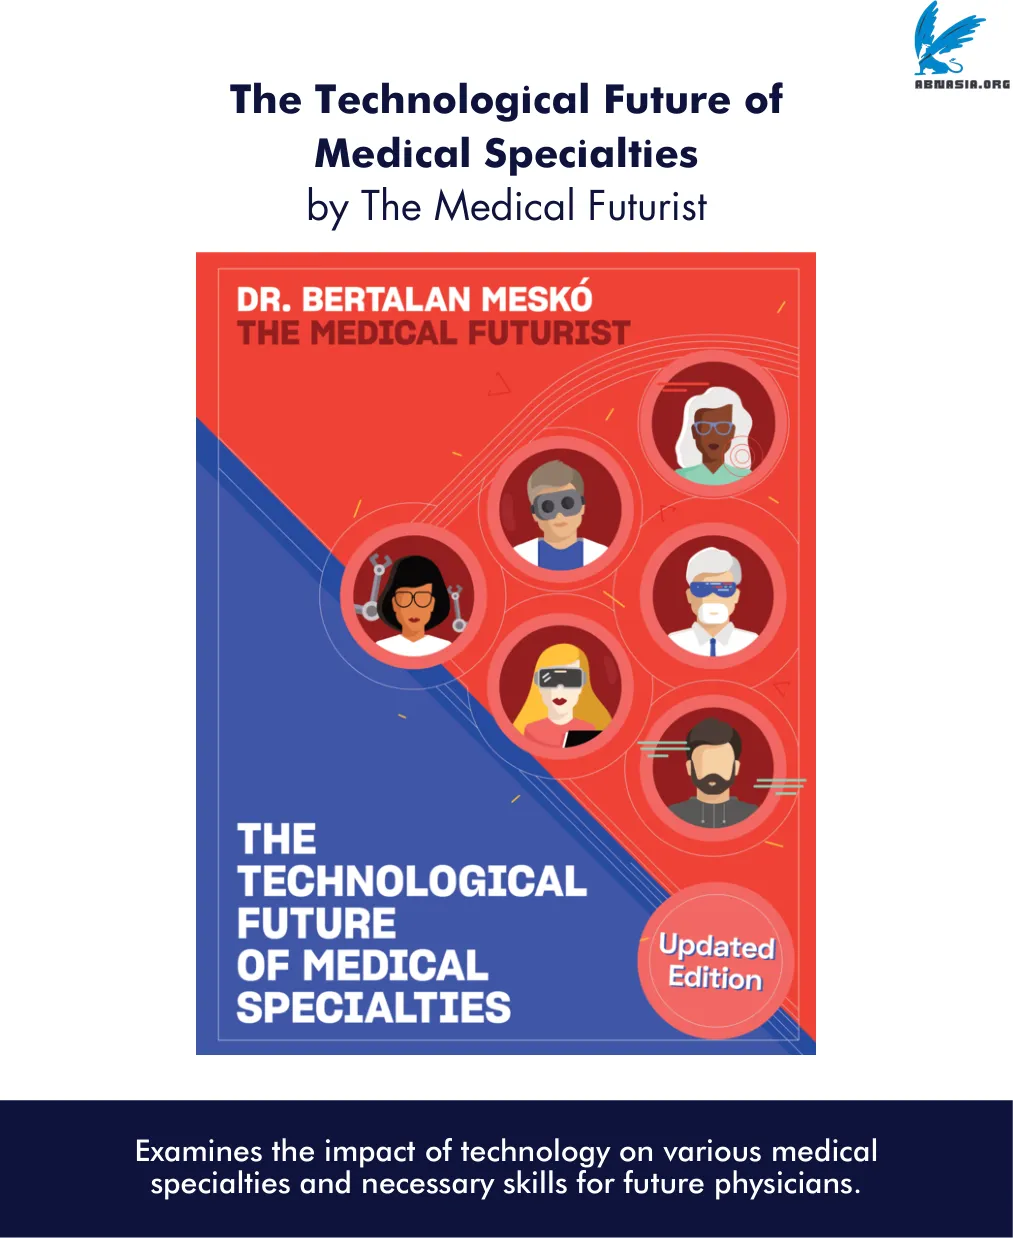 ABNASIA.ORG
The Technological Future of
Medical Specialties
by The Medical Futurist
DR. BERTALAN MESKÓ
THE MEDICAL FUTURIST
THE
TECHNOLOGICAL
FUTURE
OF MEDICAL
SPECIALTIES
Updated
Edition
Examines the impact of technology on various medical
specialties and necessary skills for future physicians.